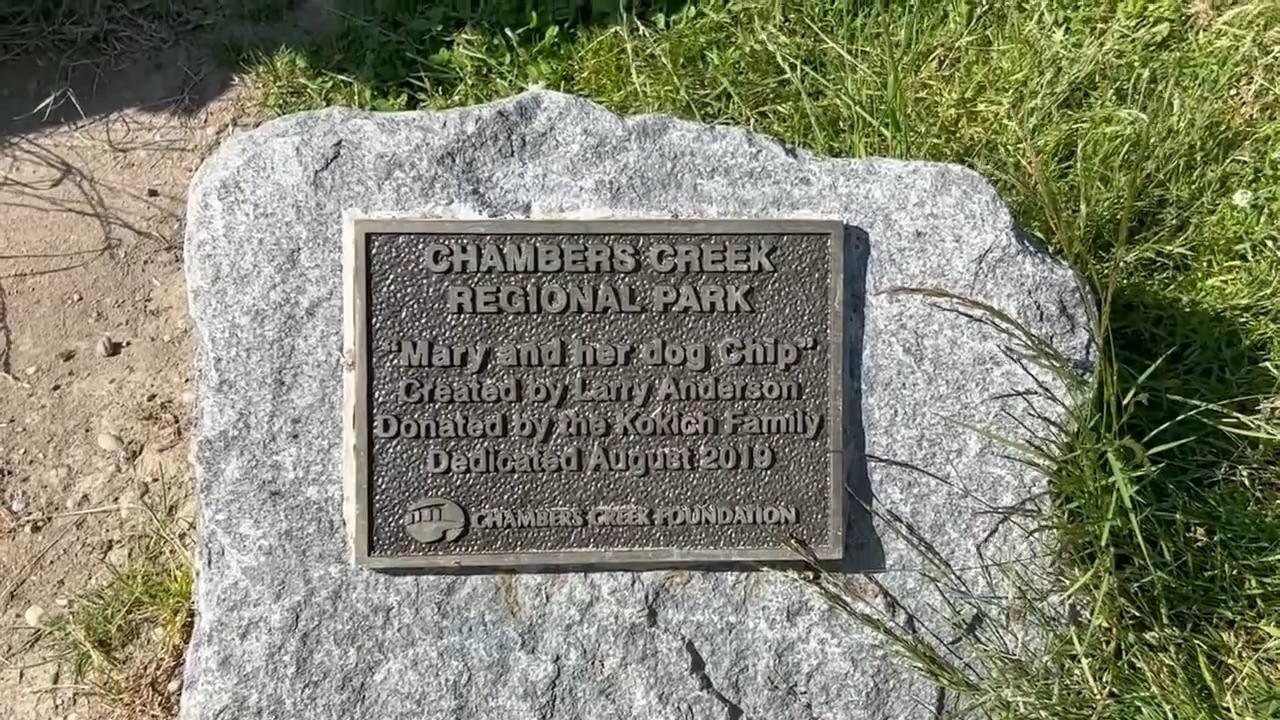 CHAMBERS CREEK
REGIONAL PARK
"Mary and her dog Chip"
Created by Larry Anderson
Donated by the Kokich Family
Dedicated August 2019
CHAMBERS CREEK FOUNDATION